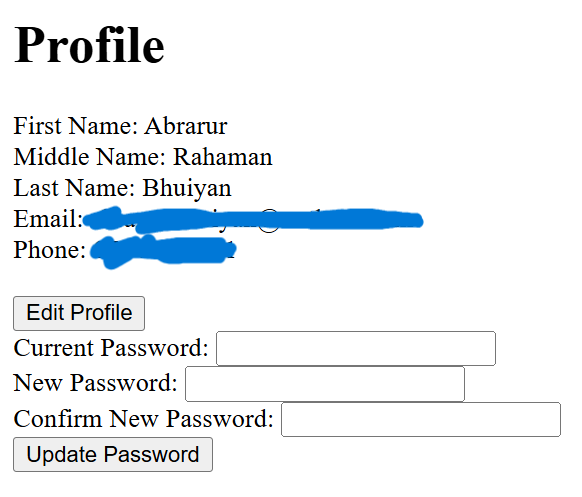 Profile
First Name: Abrarur
Middle Name: Rahaman
Last Name: Bhuiyan
Email:
Phone:
Edit Profile
Current Password:
New Password:
Confirm New Password:
Update Password